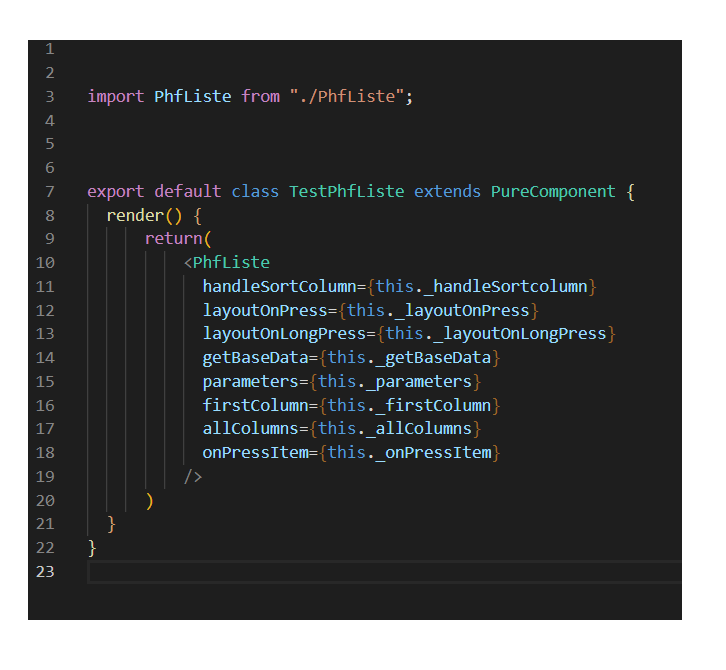 1
2
3 import PhfListe from "./PhfListe";
4
5
6
7 export default class TestPhfListe extends PureComponent {
8 render() {
9 return(
10 <PhfListe
11 handleSortColumn={this._handleSortcolumn}
12 layoutOnPress={this._layoutOnPress}
13 layoutOnLongPress={this._layoutOnLongPress}
14 getBaseData={this._getBaseData}
15 parameters={this._parameters}
16 firstColumn={this._firstColumn}
17 allColumns={this._allColumns}
18 onPressItem={this._onPressItem}
19 />
20 )
21 }
22 }
23